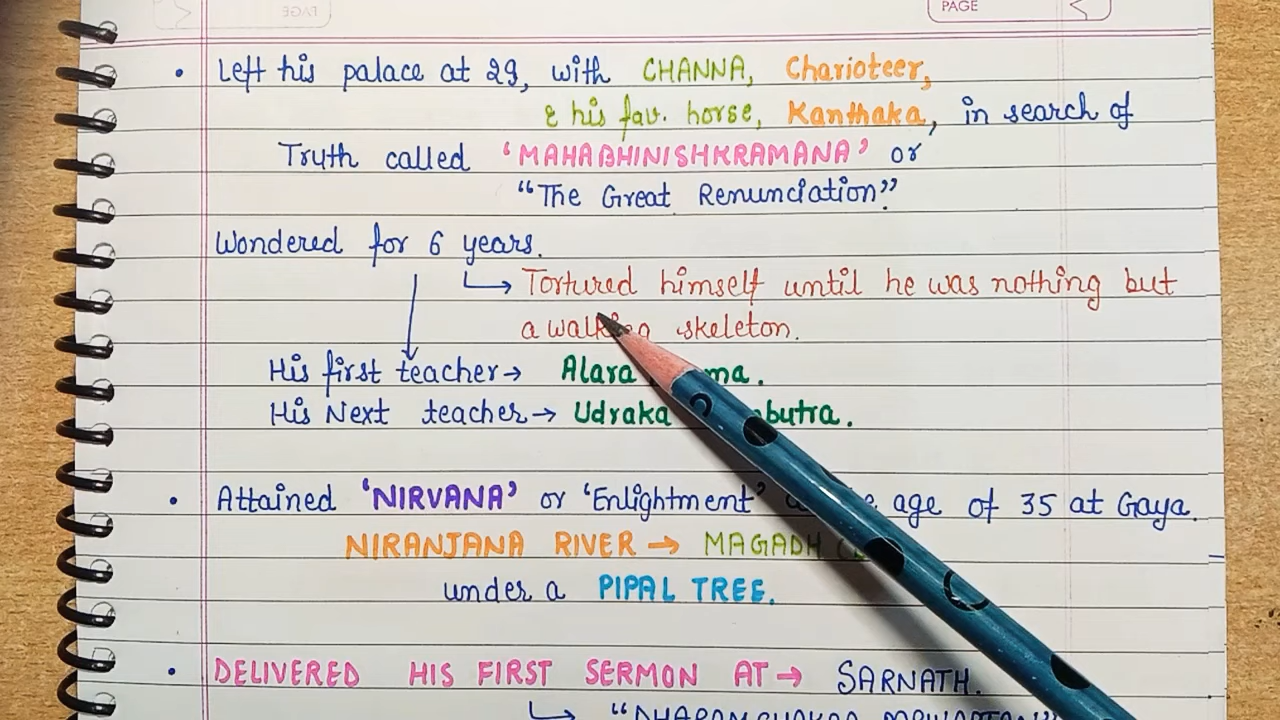 PAGE
• Left his palace at 29, with CHANNA, Charioteer,
& his fav. horse, Kanthaka, in search of
Truth called 'MAHABHINISHKRAMANA' or
"The Great Renunciation"
Wondered for 6 years.
Tortured himself until he was nothing but
a skeleton.
His first teacher → Alara
His Next teacher → Udraka
• Attained 'NIRVANA' or 'Enlightment' age of 35 at Gaya.
NIRANJANA RIVER → MAGADH
under a PIPAL TREE.
• DELIVERED HIS FIRST SERMON AT → SARNATH.